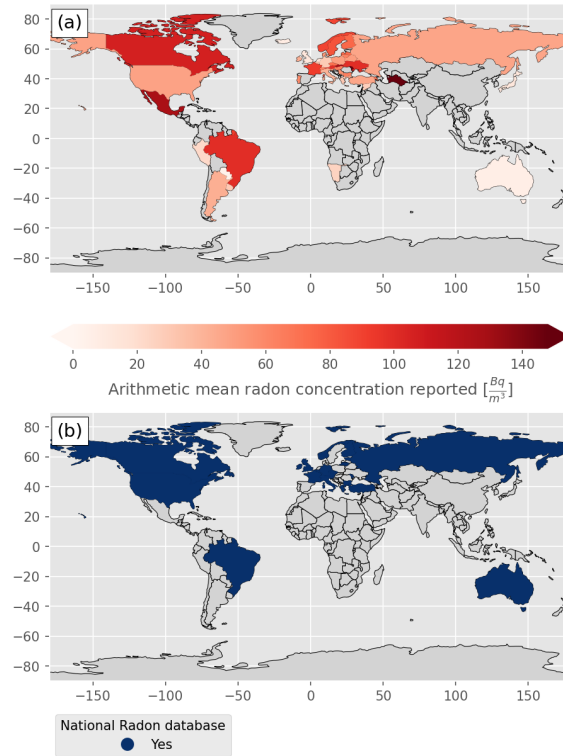 (a)
80
60
40
20
0
−20
−40
−60
−80
−150 −100 −50 0 50 100 150
0 20 40 60 80 100 120 140
Arithmetic mean radon concentration reported [Bq/m³]
(b)
80
60
40
20
0
−20
−40
−60
−80
−150 −100 −50 0 50 100 150
National Radon database
Yes